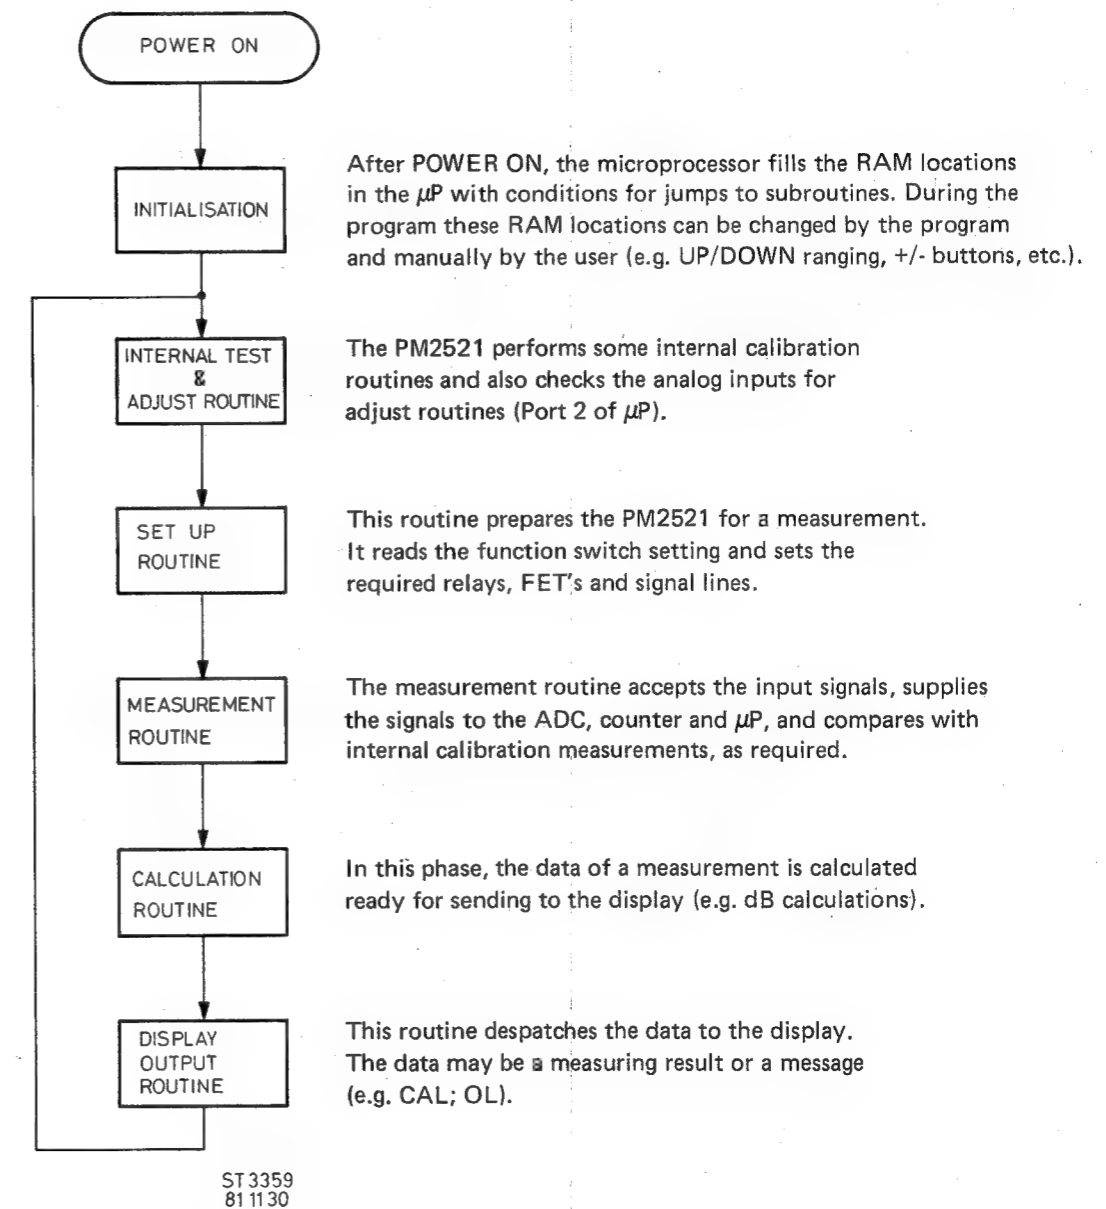 POWER ON
INITIALISATION
After POWER ON, the microprocessor fills the RAM locations
in the μP with conditions for jumps to subroutines. During the
program these RAM locations can be changed by the program
and manually by the user (e.g. UP/DOWN ranging, +/- buttons, etc.).
INTERNAL TEST
&
ADJUST ROUTINE
The PM2521 performs some internal calibration
routines and also checks the analog inputs for
adjust routines (Port 2 of μP).
SET UP
ROUTINE
This routine prepares the PM2521 for a measurement.
It reads the function switch setting and sets the
required relays, FET's and signal lines.
MEASUREMENT
ROUTINE
The measurement routine accepts the input signals, supplies
the signals to the ADC, counter and μP, and compares with
internal calibration measurements, as required.
CALCULATION
ROUTINE
In this phase, the data of a measurement is calculated
ready for sending to the display (e.g. dB calculations).
DISPLAY
OUTPUT
ROUTINE
This routine despatches the data to the display.
The data may be a measuring result or a message
(e.g. CAL; OL).
ST 3359
81 11 30